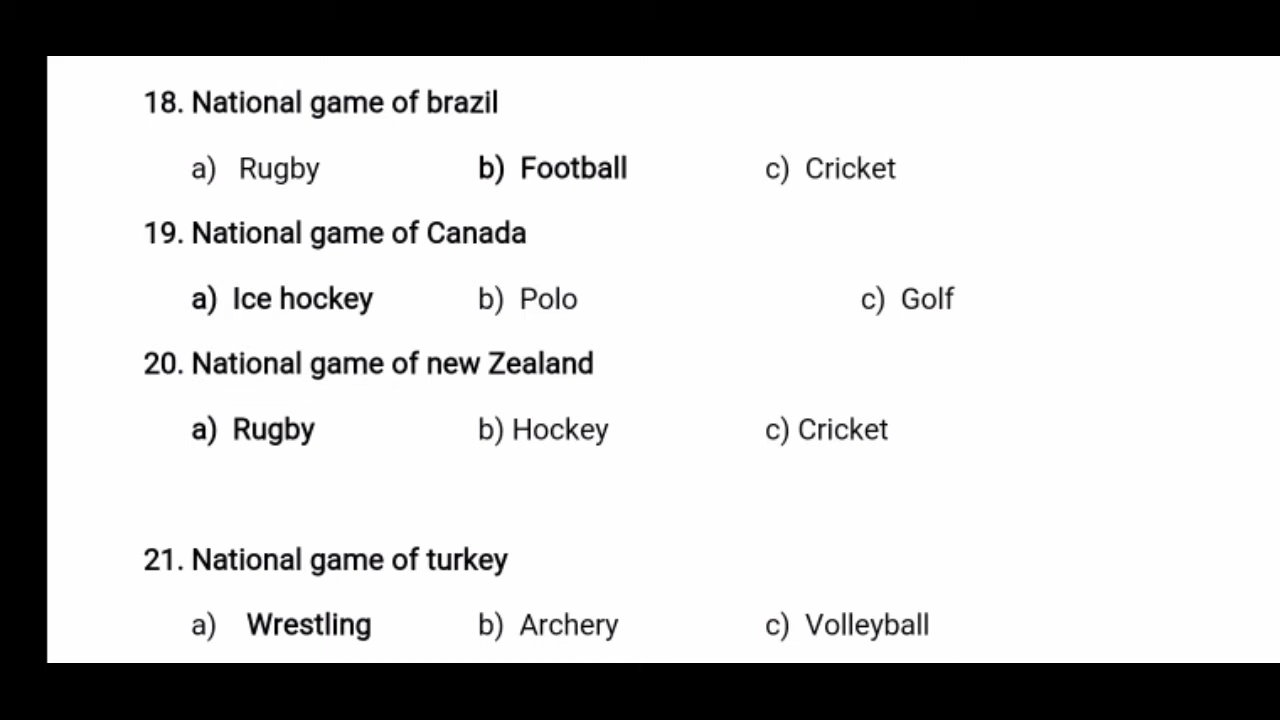 18. National game of brazil
a) Rugby b) Football c) Cricket
19. National game of Canada
a) Ice hockey b) Polo c) Golf
20. National game of new Zealand
a) Rugby b) Hockey c) Cricket
21. National game of turkey
a) Wrestling b) Archery c) Volleyball